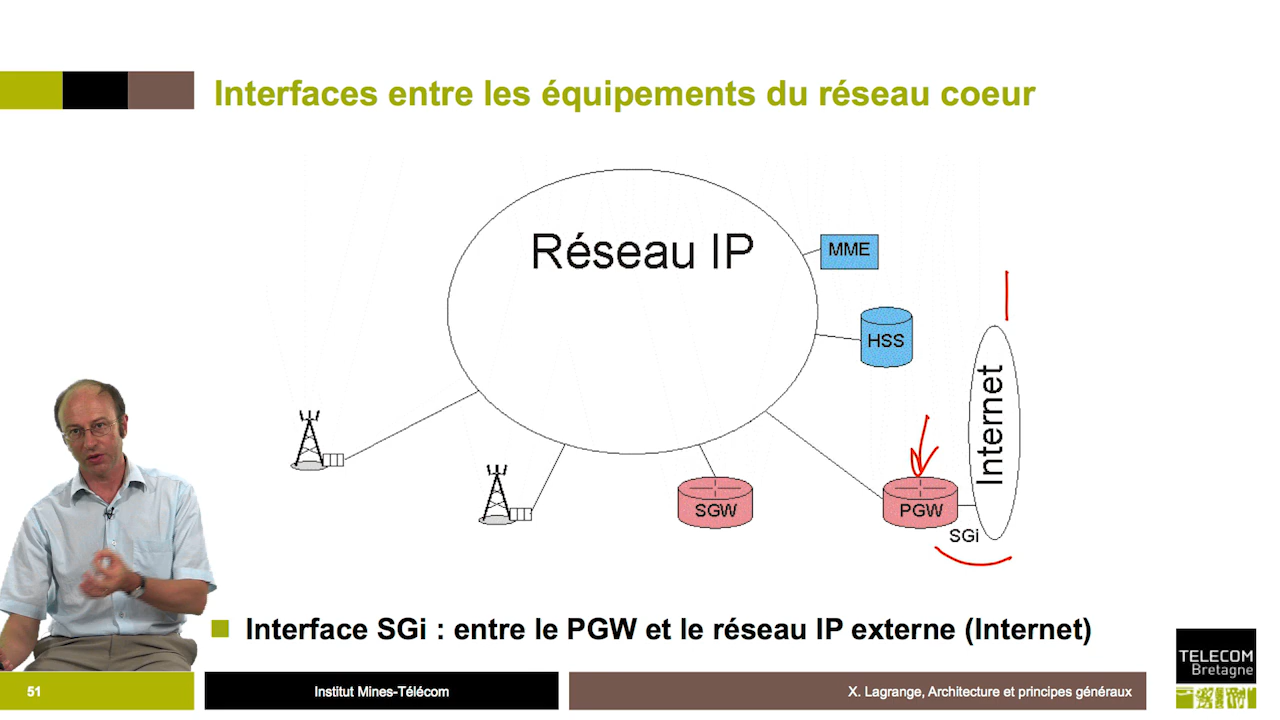 Interfaces entre les équipements du réseau coeur
Réseau IP
MME
HSS
Internet
SGW
PGW
SGi
Interface SGi : entre le PGW et le réseau IP externe (Internet)
TELECOM
Bretagne
51
Institut Mines-Télécom
X. Lagrange, Architecture et principes généraux